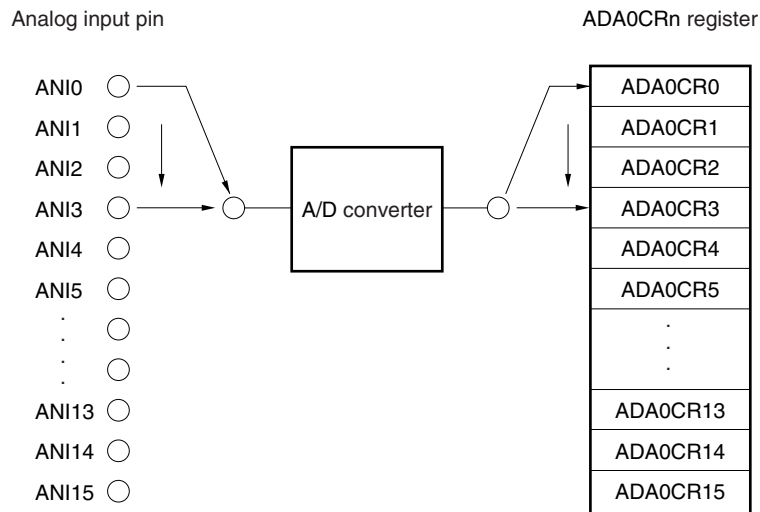 Analog input pin
ADA0CRn register
ANI0
ANI1
ANI2
ANI3
ANI4
ANI5
.
.
.
.
ANI13
ANI14
ANI15
A/D converter
ADA0CR0
ADA0CR1
ADA0CR2
ADA0CR3
ADA0CR4
ADA0CR5
.
.
.
ADA0CR13
ADA0CR14
ADA0CR15